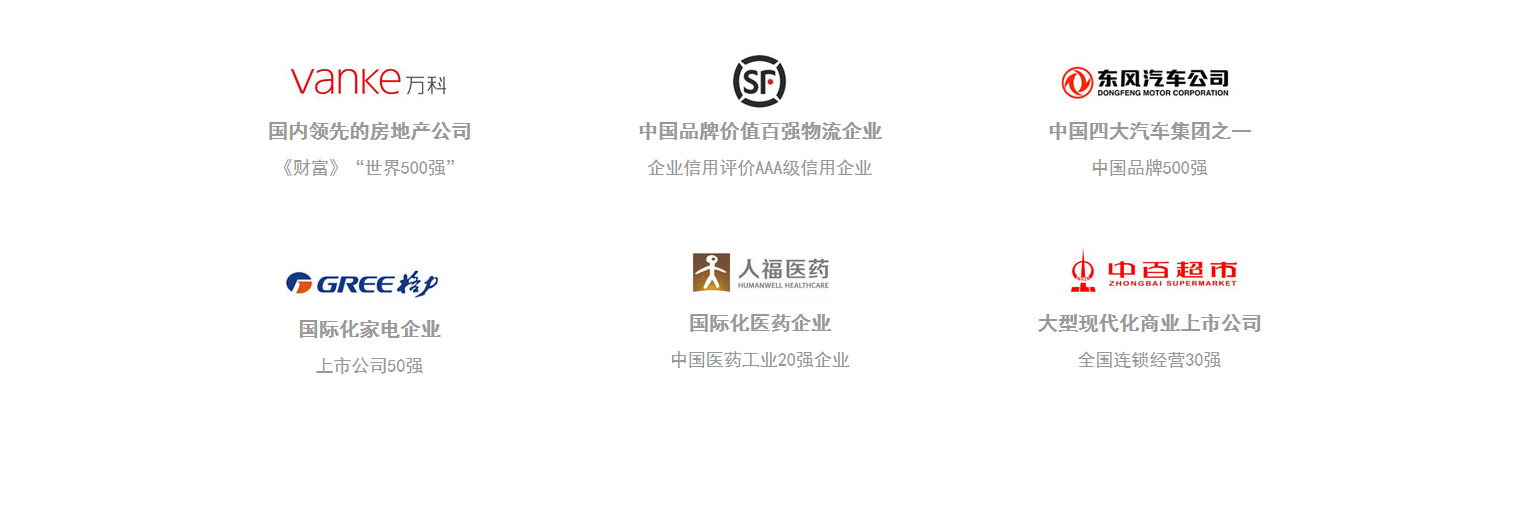 vanke 万科
SF
东风汽车公司
DONGFENG MOTOR CORPORATION
国内领先的房地产公司
中国品牌价值百强物流企业
中国四大汽车集团之一
《财富》“世界500强”
企业信用评价AAA级信用企业
中国品牌500强
GREE 格力
人福医药
HUMANWELL HEALTHCARE
中百超市
ZHONGBAI SUPERMARKET
国际化家电企业
国际化医药企业
大型现代化商业上市公司
上市公司50强
中国医药工业20强企业
全国连锁经营30强